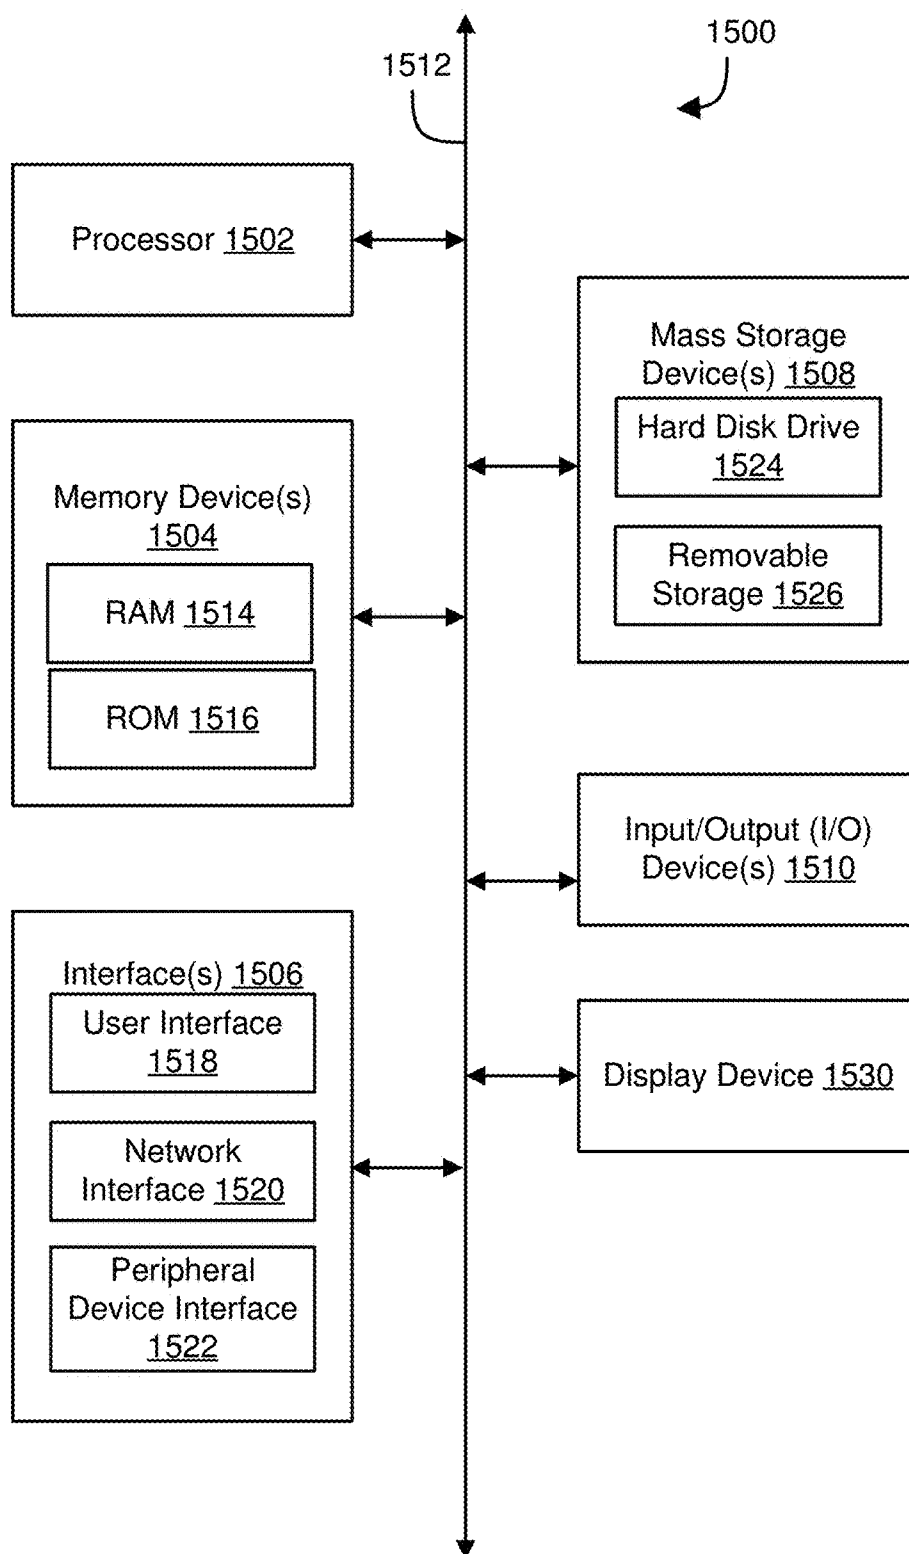 1500
1512
Processor 1502
Mass Storage
Device(s) 1508
Hard Disk Drive
1524
Removable
Storage 1526
Memory Device(s)
1504
RAM 1514
ROM 1516
Input/Output (I/O)
Device(s) 1510
Interface(s) 1506
User Interface
1518
Network
Interface 1520
Peripheral
Device Interface
1522
Display Device 1530